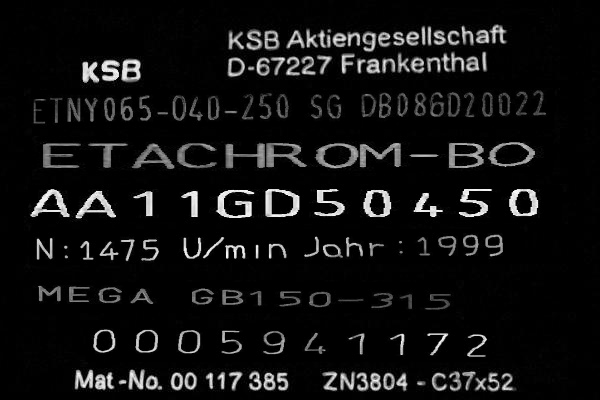 KSB Aktiengesellschaft
KSB D-67227 Frankenthal
ETNY065-040-250 SG DB08GD20022
ETACHROM-BO
AA11GD50450
N:1475 U/min Jahr:1999
MEGA GB150-315
0005941172
Mat-No. 00 117 385 ZN3804 - C37x52